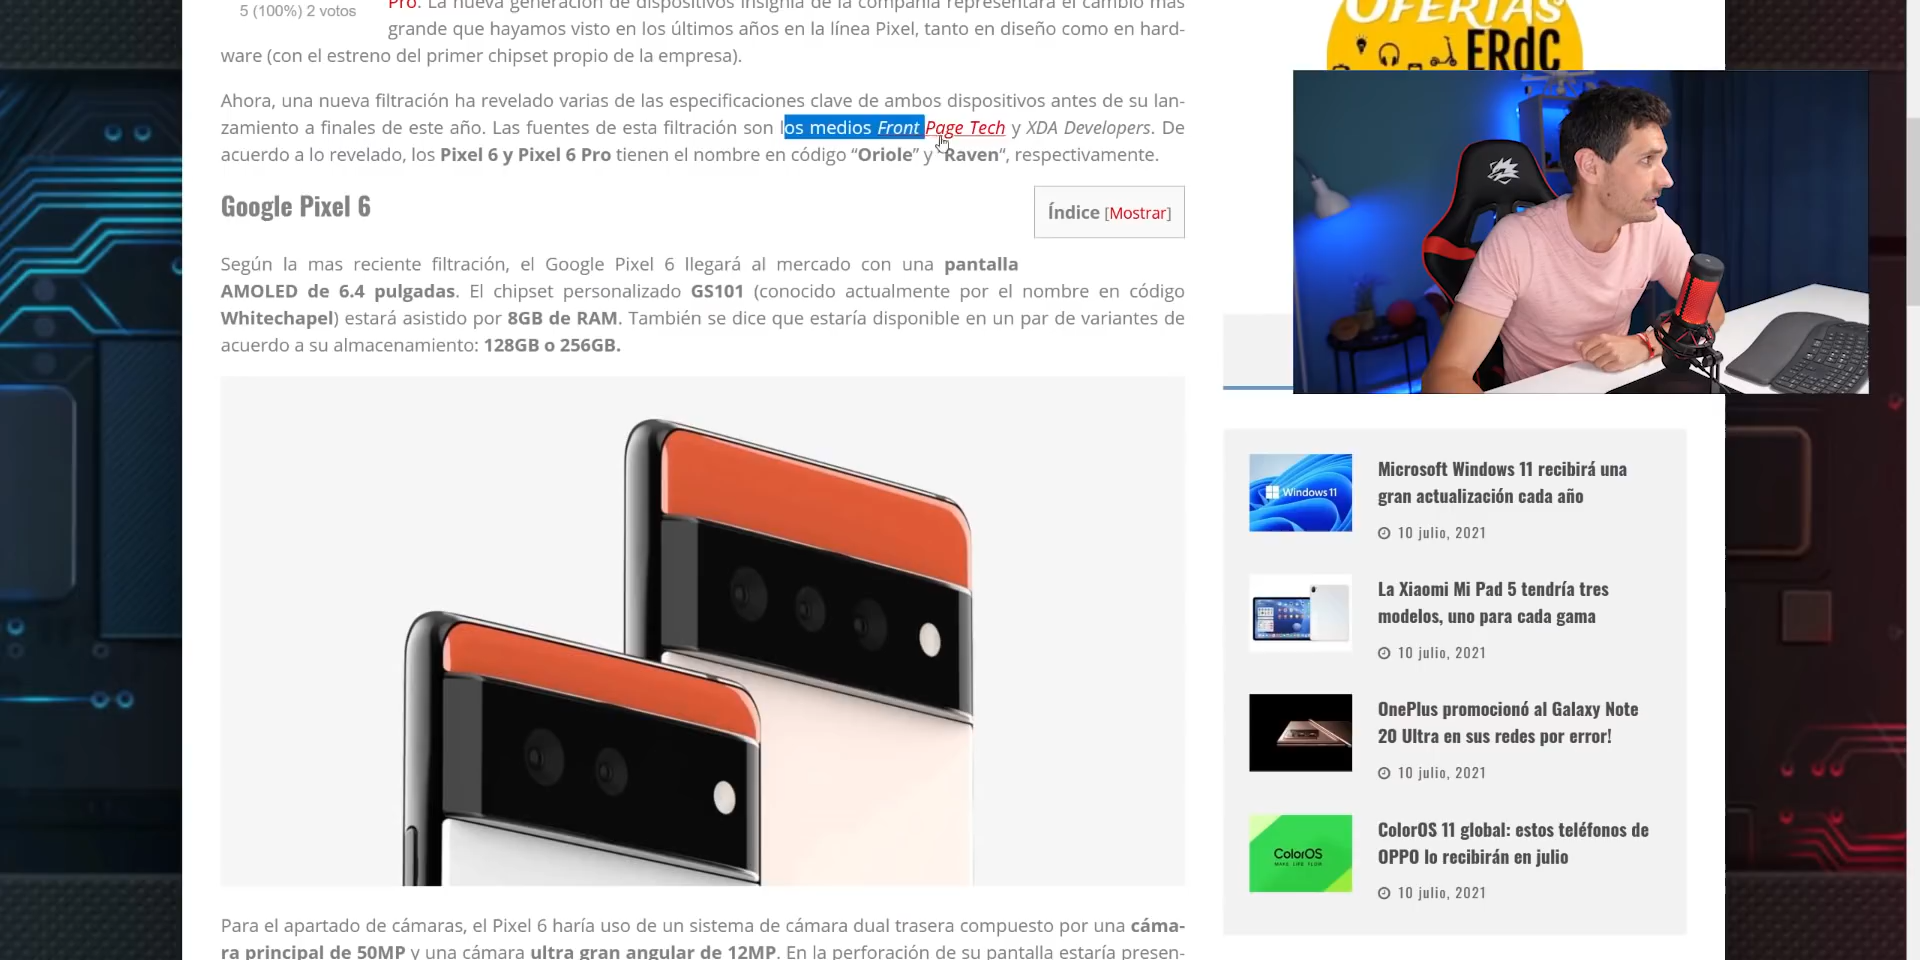 5 (100%) 2 votos
Pro. La nueva generación de dispositivos insignia de la compañía representará el cambio más
grande que hayamos visto en los últimos años en la línea Pixel, tanto en diseño como en hard-
ware (con el estreno del primer chipset propio de la empresa).
Ahora, una nueva filtración ha revelado varias de las especificaciones clave de ambos dispositivos antes de su lan-
zamiento a finales de este año. Las fuentes de esta filtración son los medios Front Page Tech y XDA Developers. De
acuerdo a lo revelado, los Pixel 6 y Pixel 6 Pro tienen el nombre en código “Oriole” y “Raven“, respectivamente.
Google Pixel 6
Índice [Mostrar]
Según la mas reciente filtración, el Google Pixel 6 llegará al mercado con una pantalla
AMOLED de 6.4 pulgadas. El chipset personalizado GS101 (conocido actualmente por el nombre en código
Whitechapel) estará asistido por 8GB de RAM. También se dice que estaría disponible en un par de variantes de
acuerdo a su almacenamiento: 128GB o 256GB.
Para el apartado de cámaras, el Pixel 6 haría uso de un sistema de cámara dual trasera compuesto por una cáma-
ra principal de 50MP y una cámara ultra gran angular de 12MP. En la perforación de su pantalla estaría presen-
OFERTAS
ERdC
Windows 11
Microsoft Windows 11 recibirá una
gran actualización cada año
10 julio, 2021
La Xiaomi Mi Pad 5 tendría tres
modelos, uno para cada gama
10 julio, 2021
OnePlus promocionó al Galaxy Note
20 Ultra en sus redes por error!
10 julio, 2021
ColorOS
MAKE LIFE FLOW
ColorOS 11 global: estos teléfonos de
OPPO lo recibirán en julio
10 julio, 2021